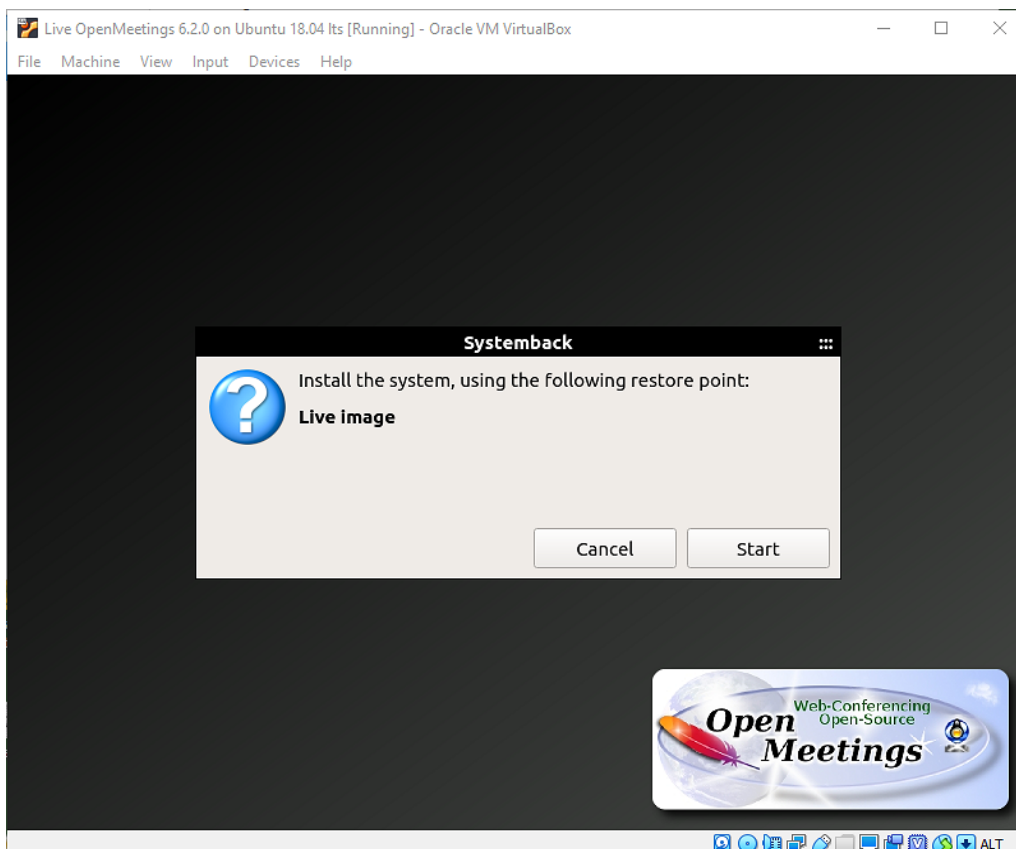 Live OpenMeetings 6.2.0 on Ubuntu 18.04 lts [Running] - Oracle VM VirtualBox
File Machine View Input Devices Help
Systemback
Install the system, using the following restore point:
Live image
Cancel Start
Web-Conferencing
Open-Source
Open
Meetings
ALT